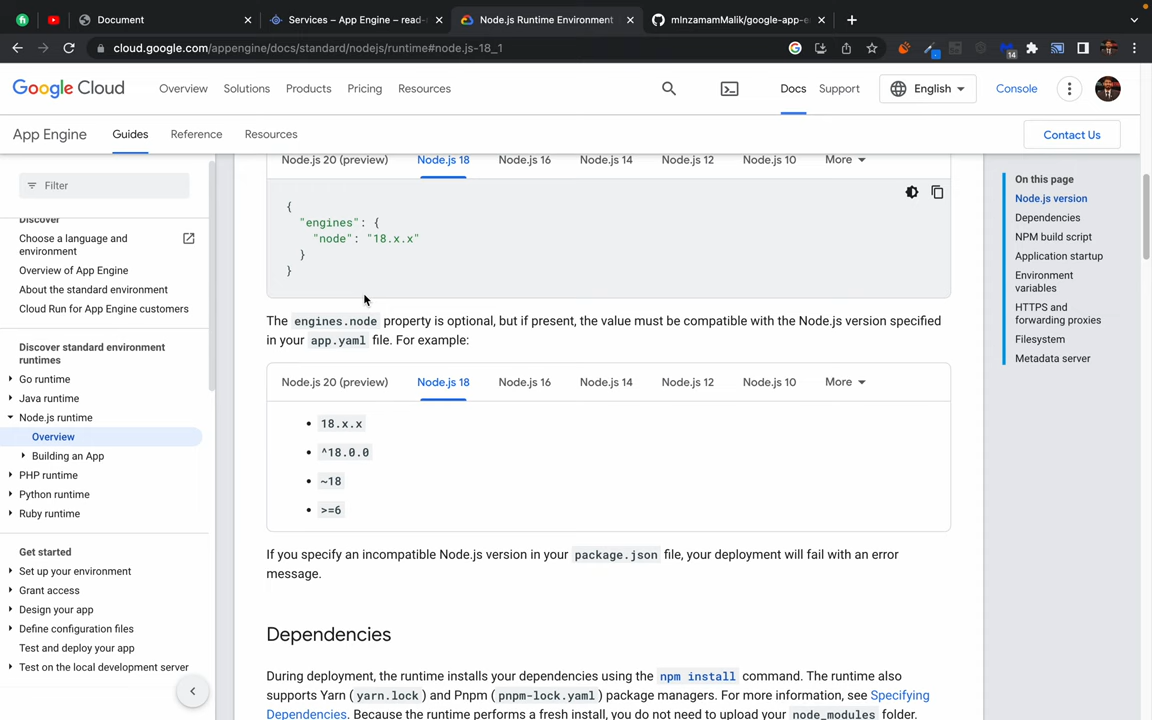 Document
Services – App Engine – read-
Node.js Runtime Environment
mInzamamMalik/google-app-e
cloud.google.com/appengine/docs/standard/nodejs/runtime#node.js-18_1
14
Google Cloud
Overview
Solutions
Products
Pricing
Resources
Docs
Support
English
Console
App Engine
Guides
Reference
Resources
Contact Us
Filter
Discover
Choose a language and
environment
Overview of App Engine
About the standard environment
Cloud Run for App Engine customers
Discover standard environment
runtimes
Go runtime
Java runtime
Node.js runtime
Overview
Building an App
PHP runtime
Python runtime
Ruby runtime
Get started
Set up your environment
Grant access
Design your app
Define configuration files
Test and deploy your app
Test on the local development server
Node.js 20 (preview)
Node.js 18
Node.js 16
Node.js 14
Node.js 12
Node.js 10
More
{
"engines": {
"node": "18.x.x"
}
}
The engines.node property is optional, but if present, the value must be compatible with the Node.js version specified
in your app.yaml file. For example:
Node.js 20 (preview)
Node.js 18
Node.js 16
Node.js 14
Node.js 12
Node.js 10
More
• 18.x.x
• ^18.0.0
• ~18
• >=6
If you specify an incompatible Node.js version in your package.json file, your deployment will fail with an error
message.
Dependencies
During deployment, the runtime installs your dependencies using the npm install command. The runtime also
supports Yarn ( yarn.lock ) and Pnpm ( pnpm-lock.yaml ) package managers. For more information, see Specifying
Dependencies. Because the runtime performs a fresh install, you do not need to upload your node_modules folder.
On this page
Node.js version
Dependencies
NPM build script
Application startup
Environment
variables
HTTPS and
forwarding proxies
Filesystem
Metadata server